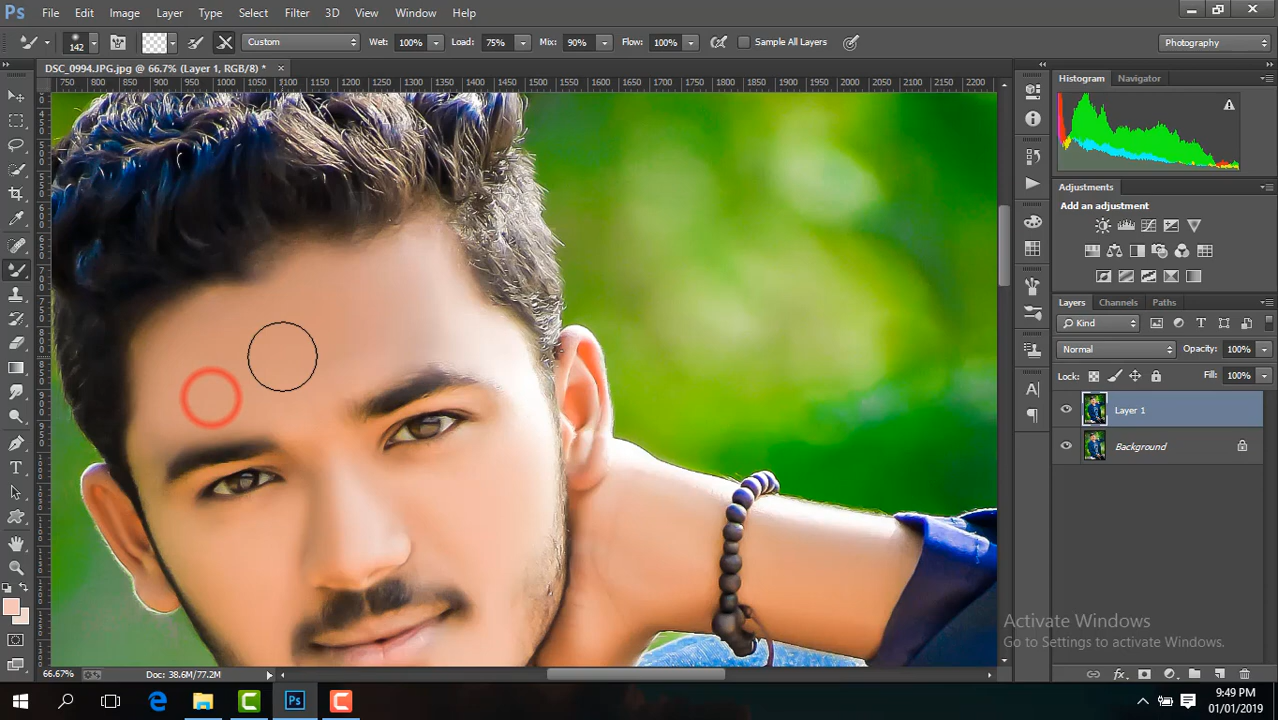 Ps File Edit Image Layer Type Select Filter 3D View Window Help
142 Custom Wet: 100% Load: 75% Mix: 90% Flow: 100% Sample All Layers Photography
DSC_0994.JPG.jpg @ 66.7% (Layer 1, RGB/8) * ×
750 800 850 900 950 1000 1050 1100 1150 1200 1250 1300 1350 1400 1450 1500 1550 1600 1650 1700 1750 1800 1850 1900 1950 2000 2050 2100 2150 2200
Histogram Navigator
Adjustments
Add an adjustment
Layers Channels Paths
Kind
Normal Opacity: 100%
Lock: Fill: 100%
Layer 1
Background
Activate Windows
Go to Settings to activate Windows.
66.67% Doc: 38.6M/77.2M
9:49 PM
01/01/2019